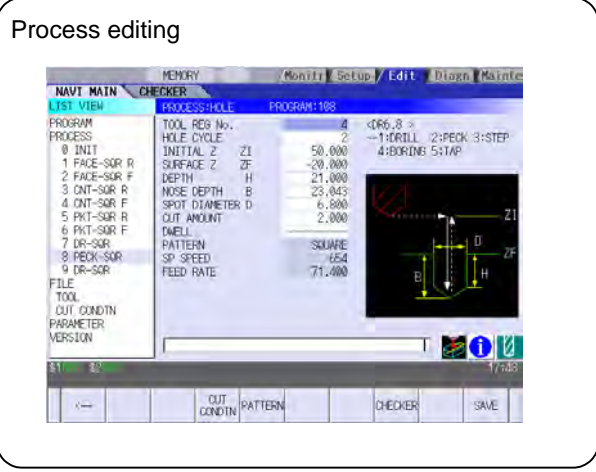 Process editing
MEMORY Monitr Setup Edit Diagn Mainte
NAVI MAIN CHECKER
LIST VIEW PROCESS:HOLE PROGRAM:108
PROGRAM TOOL REG No. 4 <DR6.8 >
PROCESS HOLE CYCLE 2 —1:DRILL 2:PECK 3:STEP
0 INIT INITIAL Z Z1 50.000 4:BORING 5:TAP
1 FACE-SQR R SURFACE Z ZF -20.000
2 FACE-SQR F DEPTH H 21.000
3 CNT-SQR R NOSE DEPTH B 23.043
4 CNT-SQR F SPOT DIAMETER D 6.800
5 PKT-SQR R CUT AMOUNT 2.000 Z1
6 PKT-SQR F DWELL
7 DR-SQR PATTERN SQUARE D
8 PECK-SQR SP SPEED 654 ZF
9 DR-SQR FEED RATE 71.400 B H
FILE
TOOL
CUT CONDTN
PARAMETER
VERSION
$1 $2
<— CUT CONDTN PATTERN CHECKER SAVE